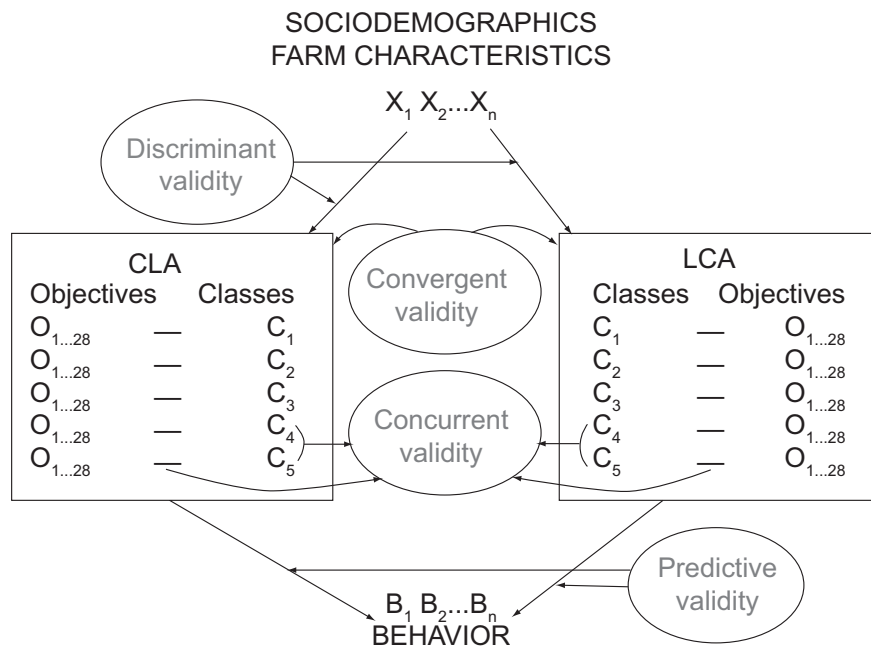 SOCIODEMOGRAPHICS
FARM CHARACTERISTICS
X₁ X₂...Xₙ
Discriminant
validity
Convergent
validity
CLA
Objectives Classes
O₁...₂₈ — C₁
O₁...₂₈ — C₂
O₁...₂₈ — C₃
O₁...₂₈ — C₄
O₁...₂₈ — C₅
LCA
Classes Objectives
C₁ — O₁...₂₈
C₂ — O₁...₂₈
C₃ — O₁...₂₈
C₄ — O₁...₂₈
C₅ — O₁...₂₈
Concurrent
validity
Predictive
validity
B₁ B₂...Bₙ
BEHAVIOR